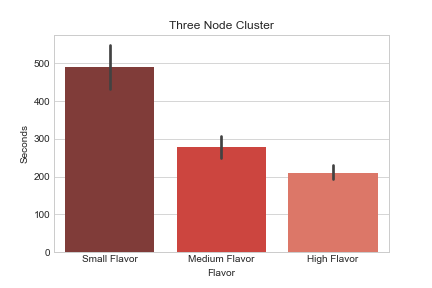 Three Node Cluster
Seconds
500
400
300
200
100
0
Small Flavor
Medium Flavor
High Flavor
Flavor